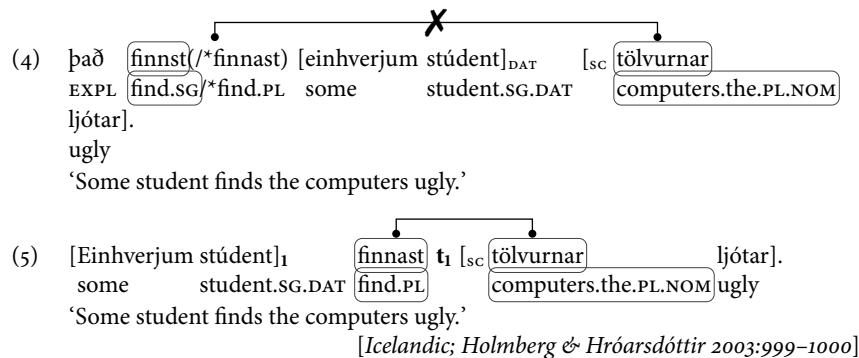 ✗
(4) það finnst(/*finnast) [einhverjum stúdent]DAT [SC tölvurnar
EXPL find.SG/*find.PL some student.SG.DAT computers.the.PL.NOM
ljótar].
ugly
‘Some student finds the computers ugly.’
(5) [Einhverjum stúdent]1 finnast t1 [SC tölvurnar ljótar].
some student.SG.DAT find.PL computers.the.PL.NOM ugly
‘Some student finds the computers ugly.’
[Icelandic; Holmberg & Hróarsdóttir 2003:999–1000]